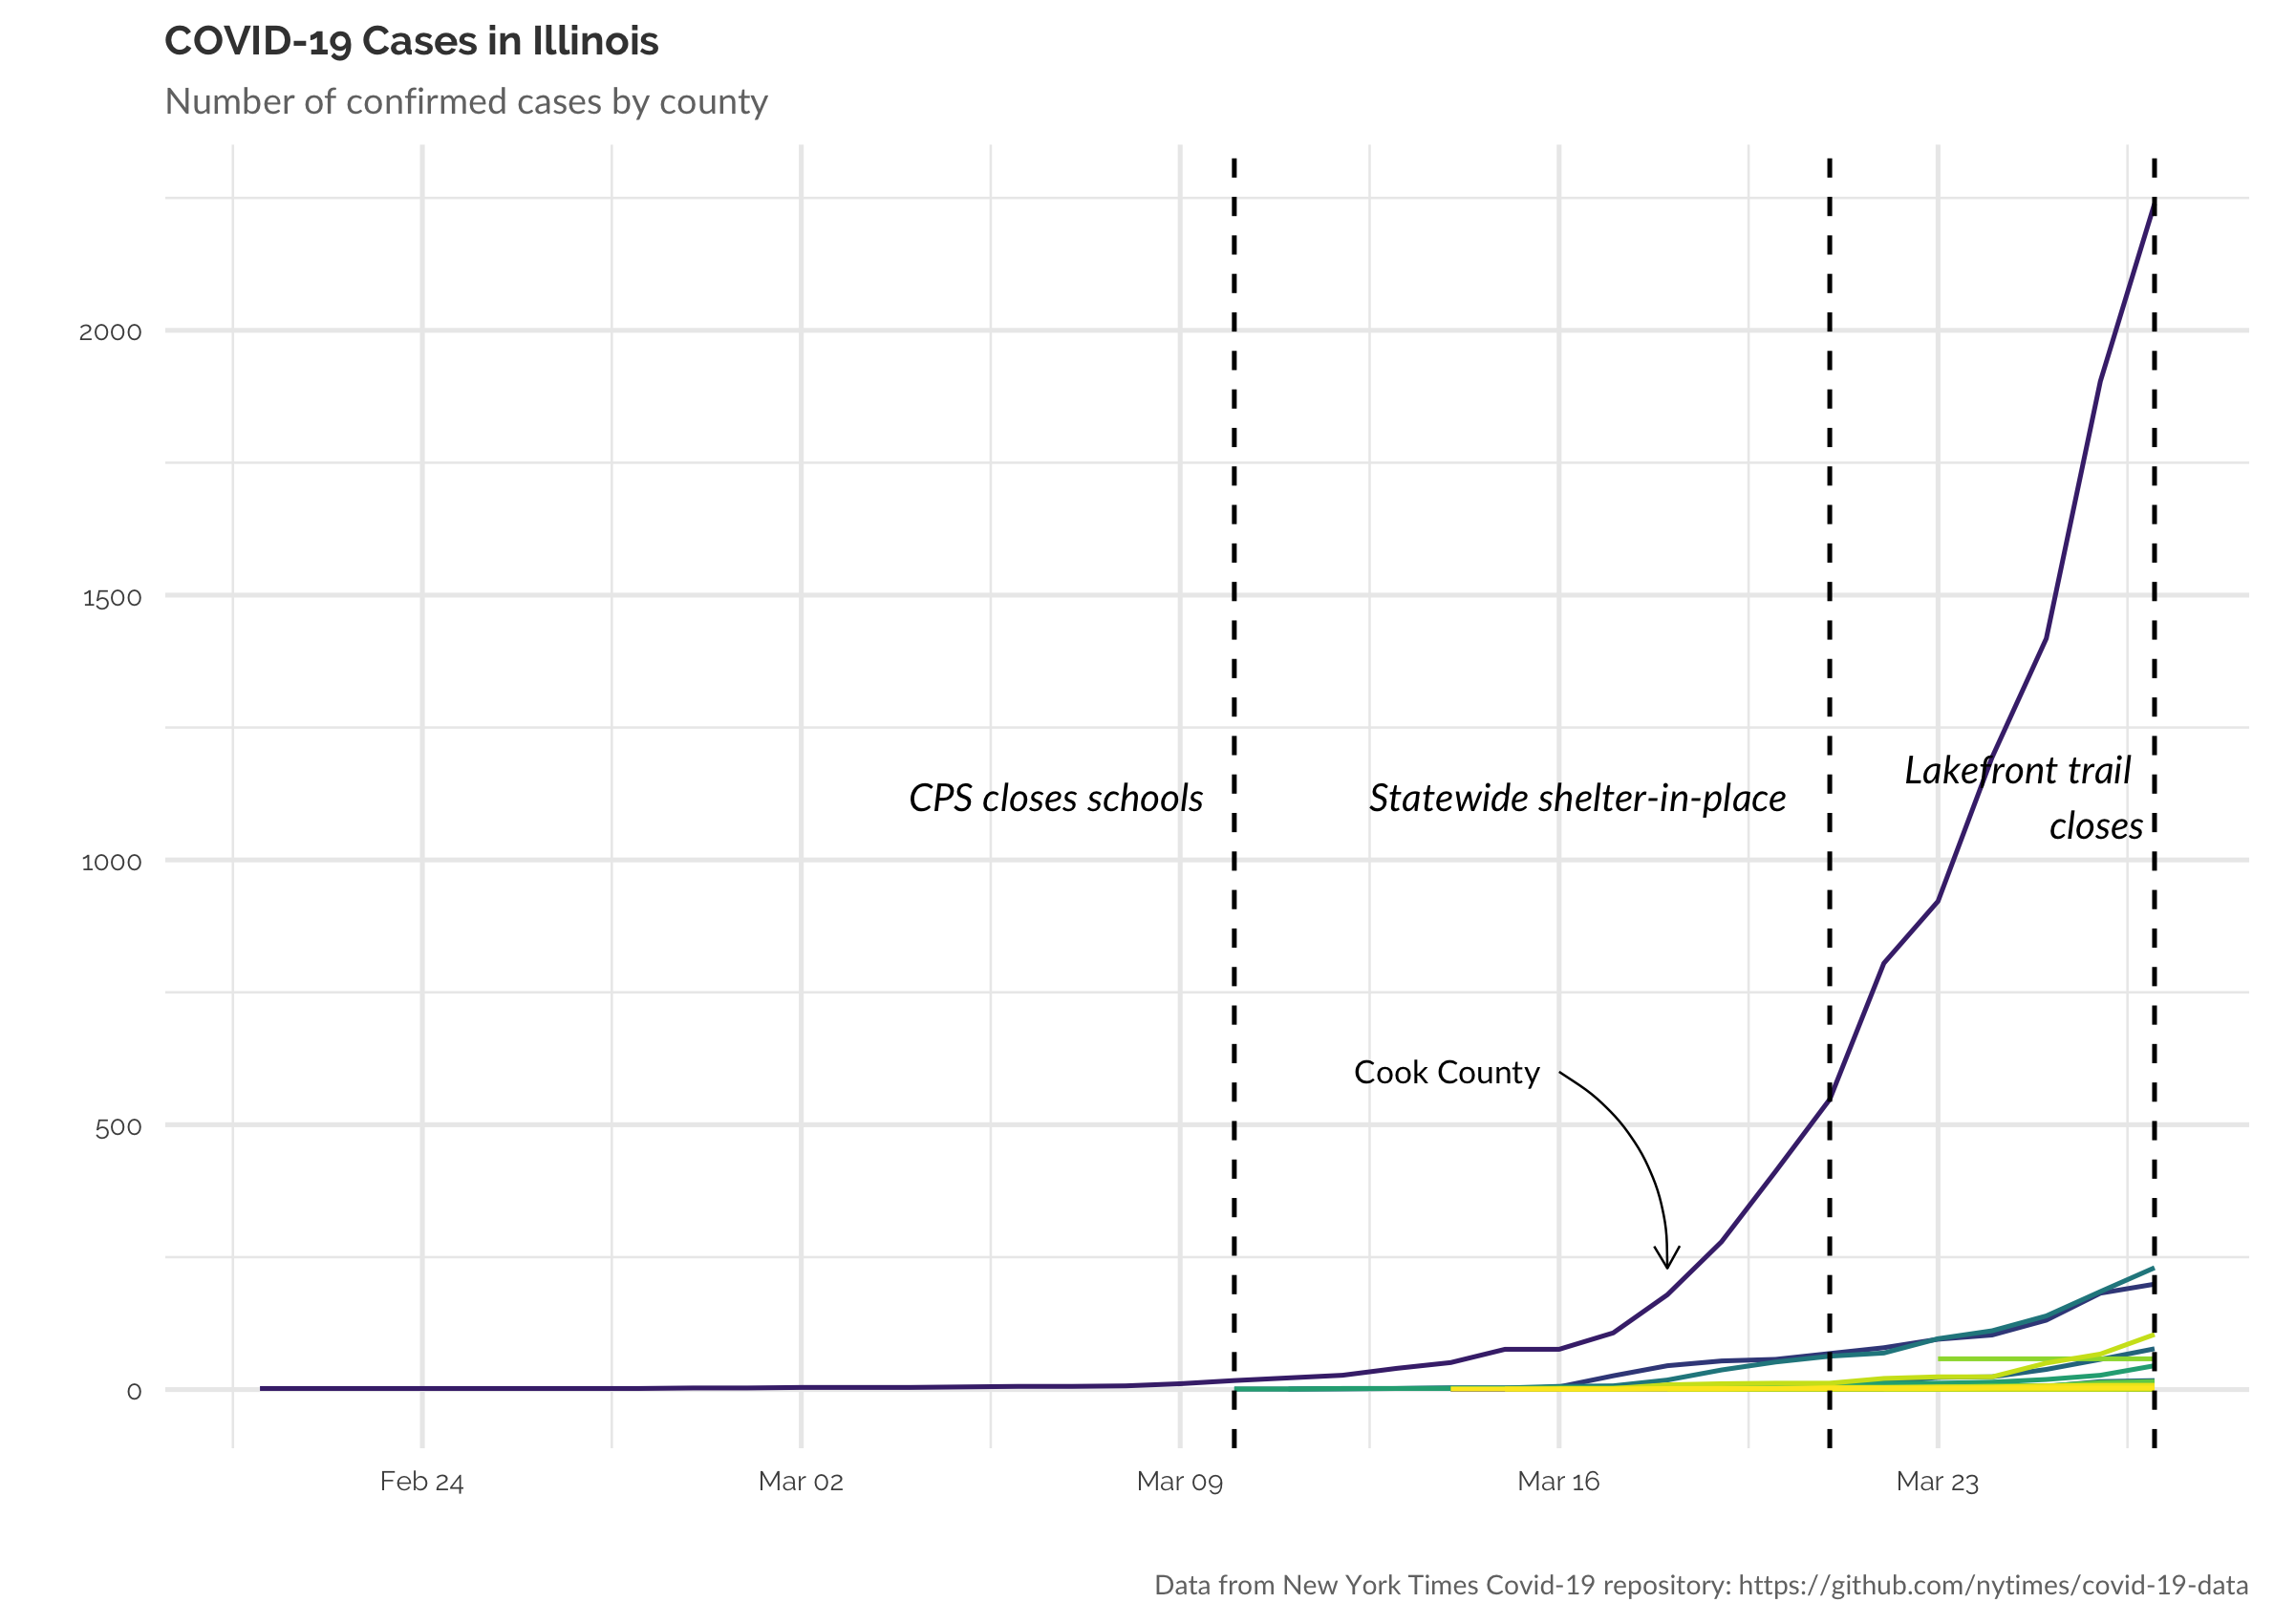 COVID-19 Cases in Illinois
Number of confirmed cases by county
2000
1500
Lakefront trail
CPS closes schools
Statewide shelter-in-place
closes
1000
Cook County
500
0
Feb 24
Mar 02
Mar 09
Mar 16
Mar 23
Data from New York Times Covid-19 repository: https://github.com/nytimes/covid-19-data